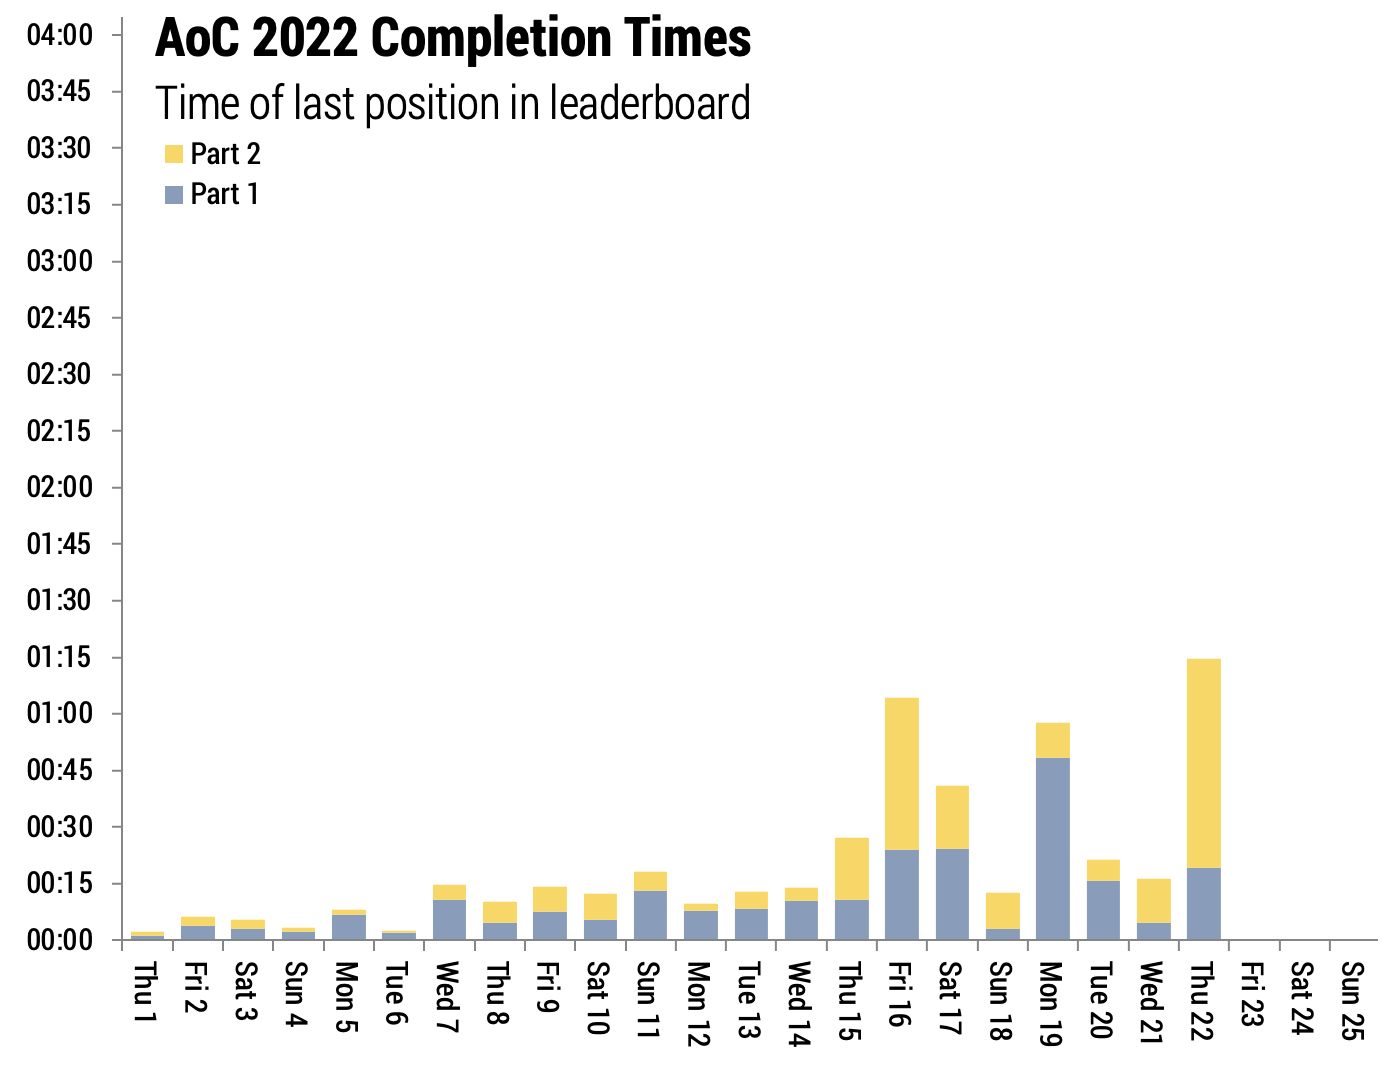 AoC 2022 Completion Times
Time of last position in leaderboard
Part 2
Part 1
04:00
03:45
03:30
03:15
03:00
02:45
02:30
02:15
02:00
01:45
01:30
01:15
01:00
00:45
00:30
00:15
00:00
Thu 1
Fri 2
Sat 3
Sun 4
Mon 5
Tue 6
Wed 7
Thu 8
Fri 9
Sat 10
Sun 11
Mon 12
Tue 13
Wed 14
Thu 15
Fri 16
Sat 17
Sun 18
Mon 19
Tue 20
Wed 21
Thu 22
Fri 23
Sat 24
Sun 25